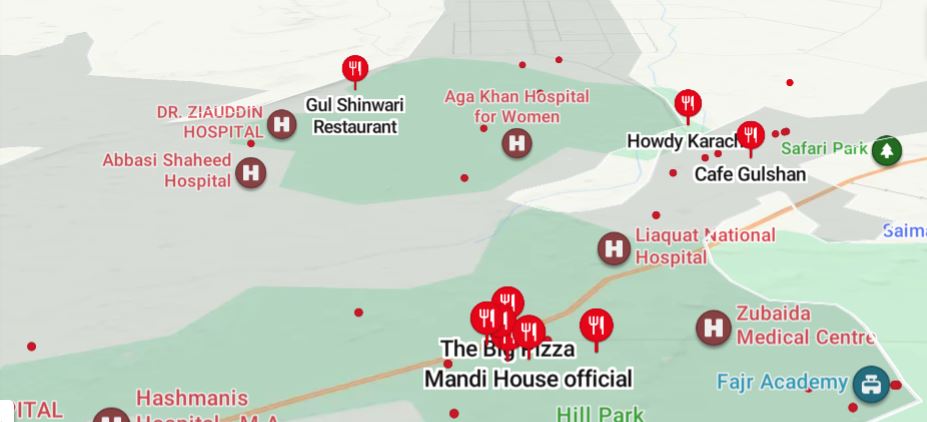 Gul Shinwari
Restaurant
DR. ZIAUDDIN
HOSPITAL
Abbasi Shaheed
Hospital
Aga Khan Hospital
for Women
Howdy Karach
Cafe Gulshan
Safari Park
Liaquat National
Hospital
Saima
The Big Pizza
Mandi House official
Zubaida
Medical Centre
Fajr Academy
Hill Park
Hashmanis
Hospital - M.A
PITAL